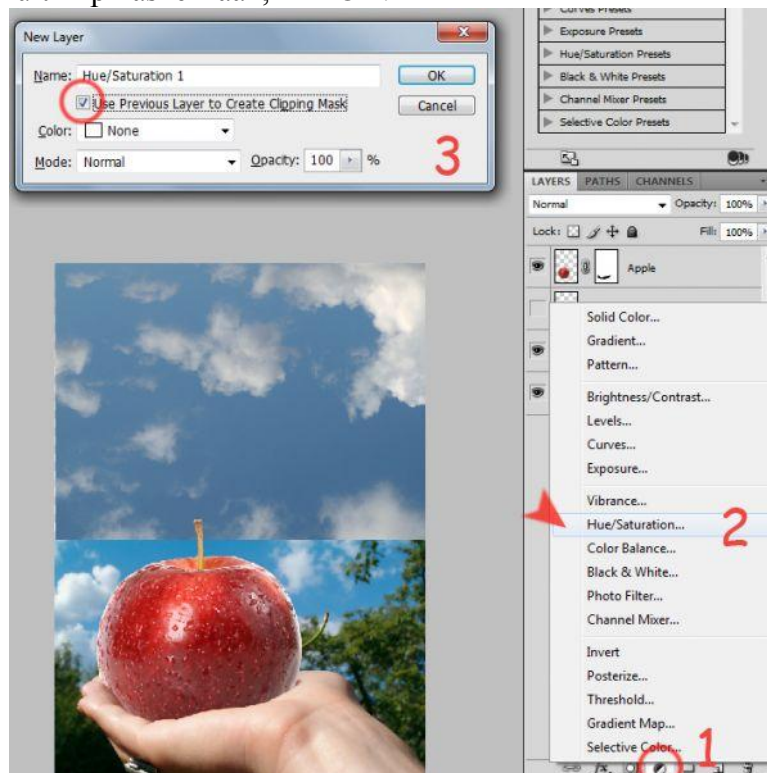 New Layer
Name: Hue/Saturation 1
OK
Use Previous Layer to Create Clipping Mask
Cancel
Color: None
Mode: Normal Opacity: 100 %
3
Curves Presets
Exposure Presets
Hue/Saturation Presets
Black & White Presets
Channel Mixer Presets
Selective Color Presets
LAYERS PATHS CHANNELS
Normal Opacity: 100%
Lock: Fill: 100%
Apple
Solid Color...
Gradient...
Pattern...
Brightness/Contrast...
Levels...
Curves...
Exposure...
Vibrance...
Hue/Saturation...
2
Color Balance...
Black & White...
Photo Filter...
Channel Mixer...
Invert
Posterize...
Threshold...
Gradient Map...
Selective Color...
1
fx.